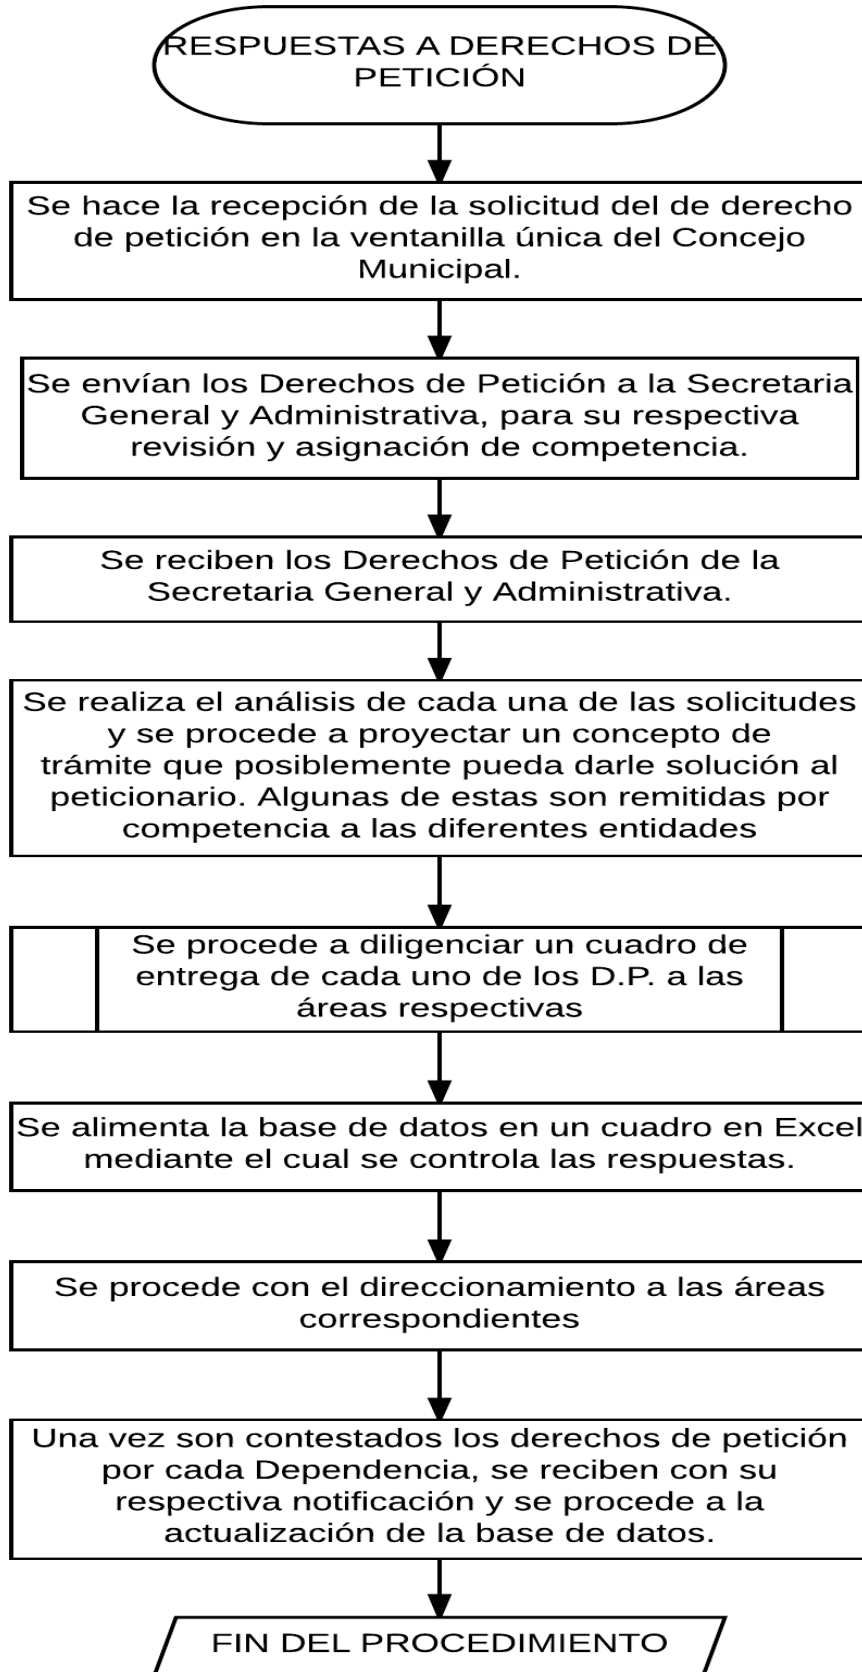 RESPUESTAS A DERECHOS DE
PETICIÓN
Se hace la recepción de la solicitud del de derecho
de petición en la ventanilla única del Concejo
Municipal.
Se envían los Derechos de Petición a la Secretaria
General y Administrativa, para su respectiva
revisión y asignación de competencia.
Se reciben los Derechos de Petición de la
Secretaria General y Administrativa.
Se realiza el análisis de cada una de las solicitudes
y se procede a proyectar un concepto de
trámite que posiblemente pueda darle solución al
peticionario. Algunas de estas son remitidas por
competencia a las diferentes entidades
Se procede a diligenciar un cuadro de
entrega de cada uno de los D.P. a las
áreas respectivas
Se alimenta la base de datos en un cuadro en Excel
mediante el cual se controla las respuestas.
Se procede con el direccionamiento a las áreas
correspondientes
Una vez son contestados los derechos de petición
por cada Dependencia, se reciben con su
respectiva notificación y se procede a la
actualización de la base de datos.
FIN DEL PROCEDIMIENTO